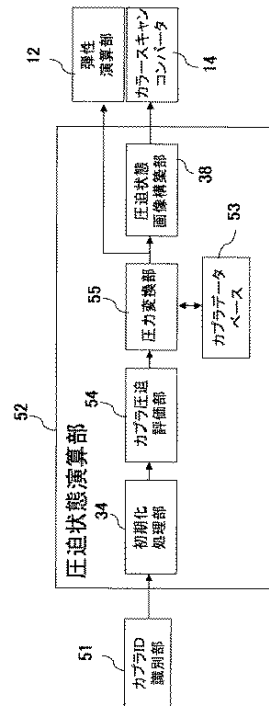 51
カプラID
識別部
52
圧迫状態演算部
34
初期化
処理部
54
カプラ圧迫
評価部
55
圧力変換部
53
カプラデータ
ベース
38
圧迫状態
画像構築部
12
弾性
演算部
カラースキャン
コンバータ
14